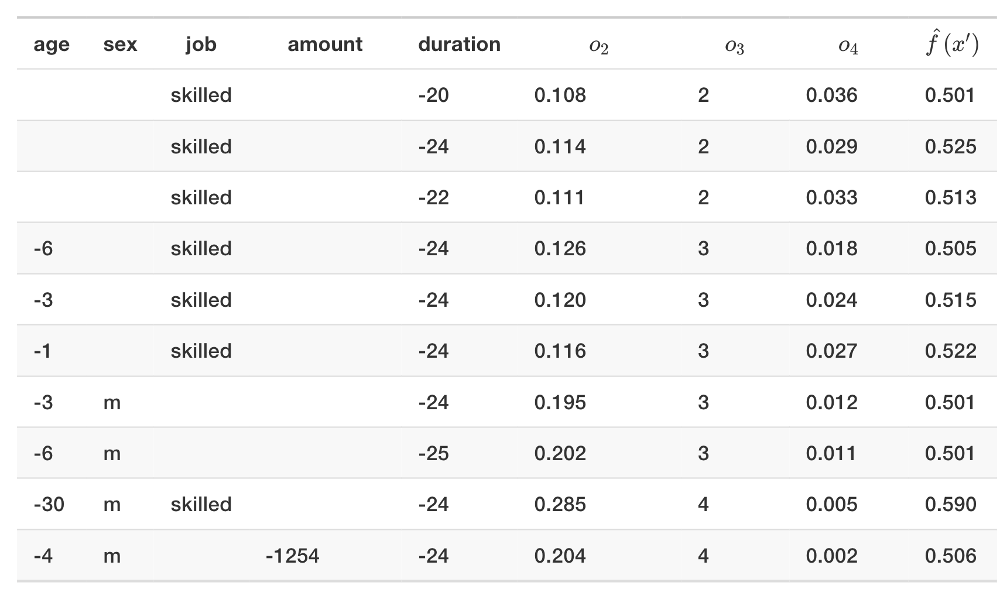 age sex job amount duration o₂ o₃ o₄ f̂ (x′)
skilled -20 0.108 2 0.036 0.501
skilled -24 0.114 2 0.029 0.525
skilled -22 0.111 2 0.033 0.513
-6 skilled -24 0.126 3 0.018 0.505
-3 skilled -24 0.120 3 0.024 0.515
-1 skilled -24 0.116 3 0.027 0.522
-3 m -24 0.195 3 0.012 0.501
-6 m -25 0.202 3 0.011 0.501
-30 m skilled -24 0.285 4 0.005 0.590
-4 m -1254 -24 0.204 4 0.002 0.506